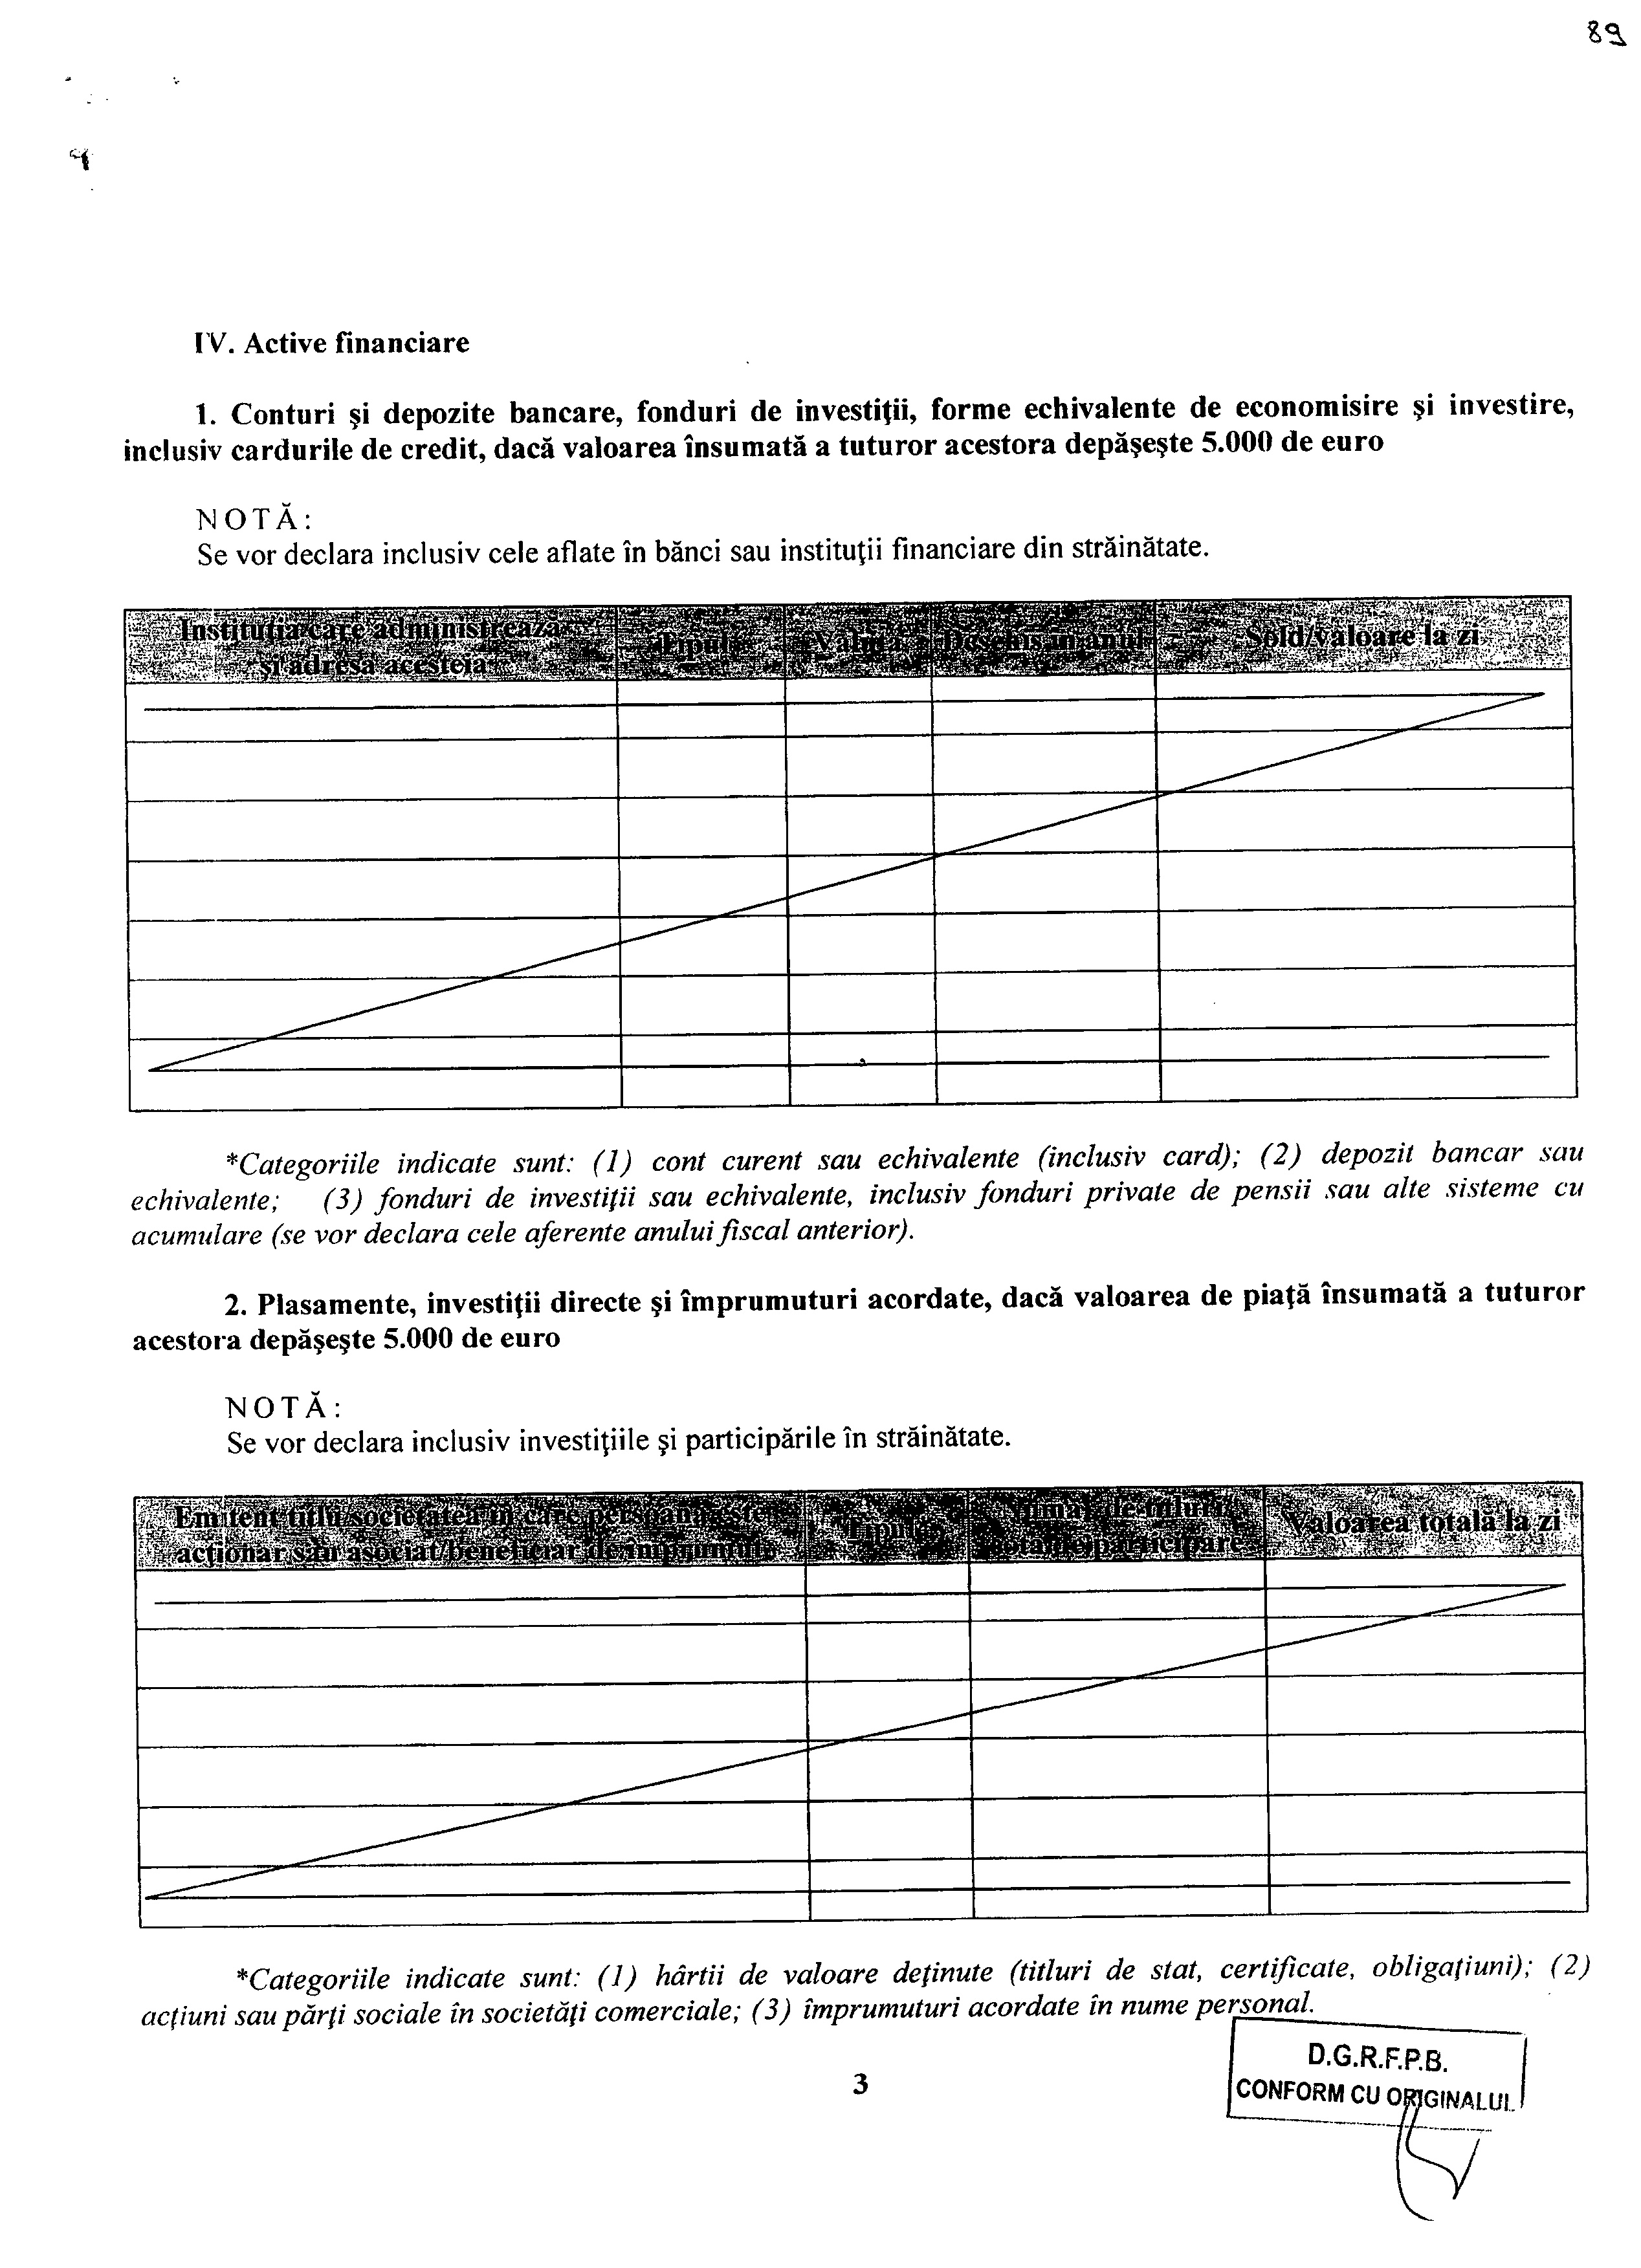 89
IV. Active financiare
1. Conturi şi depozite bancare, fonduri de investiţii, forme echivalente de economisire şi investire,
inclusiv cardurile de credit, dacă valoarea însumată a tuturor acestora depăşeşte 5.000 de euro
NOTĂ:
Se vor declara inclusiv cele aflate în bănci sau instituţii financiare din străinătate.
Instituţia care administrează
şi adresa acesteia
Tipul*
Valuta
Deschis în anul
Sold/valoare la zi
*Categoriile indicate sunt: (1) cont curent sau echivalente (inclusiv card); (2) depozit bancar sau
echivalente; (3) fonduri de investiţii sau echivalente, inclusiv fonduri private de pensii sau alte sisteme cu
acumulare (se vor declara cele aferente anului fiscal anterior).
2. Plasamente, investiţii directe şi împrumuturi acordate, dacă valoarea de piaţă însumată a tuturor
acestora depăşeşte 5.000 de euro
NOTĂ:
Se vor declara inclusiv investiţiile şi participările în străinătate.
Emitent titlu/societatea în care persoana este
acţionar sau asociat/beneficiar de împrumut
Tipul*
Număr de titluri/
cota de participare
Valoarea totală la zi
*Categoriile indicate sunt: (1) hârtii de valoare deţinute (titluri de stat, certificate, obligaţiuni); (2)
acţiuni sau părţi sociale în societăţi comerciale; (3) împrumuturi acordate în nume personal.
3
D.G.R.F.P.B.
CONFORM CU ORIGINALUL